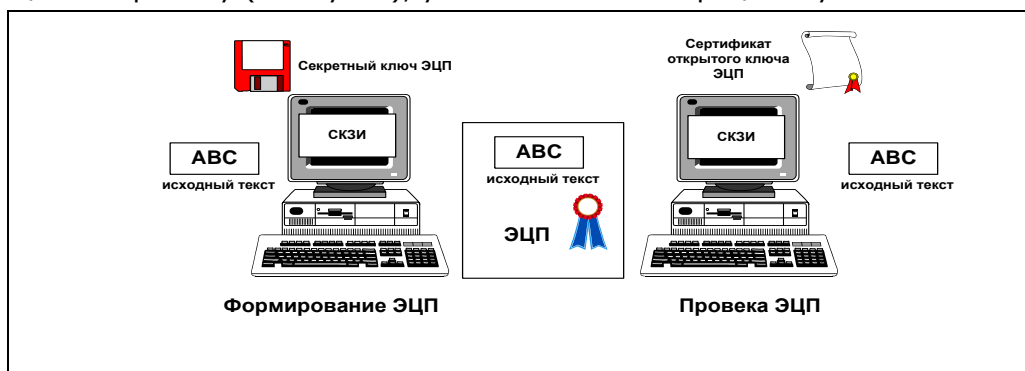 Секретный ключ ЭЦП
Сертификат
открытого ключа
ЭЦП
СКЗИ
АВС
исходный текст
АВС
исходный текст
ЭЦП
СКЗИ
АВС
исходный текст
Формирование ЭЦП
Провека ЭЦП